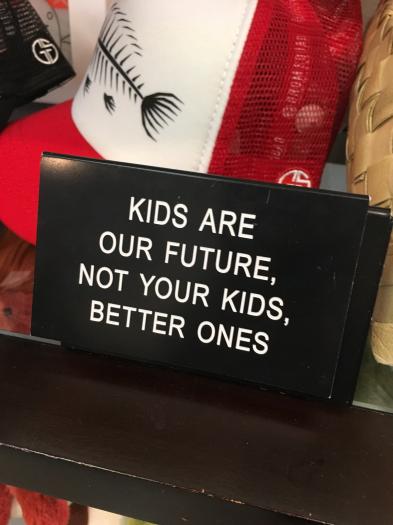 KIDS ARE
OUR FUTURE,
NOT YOUR KIDS,
BETTER ONES